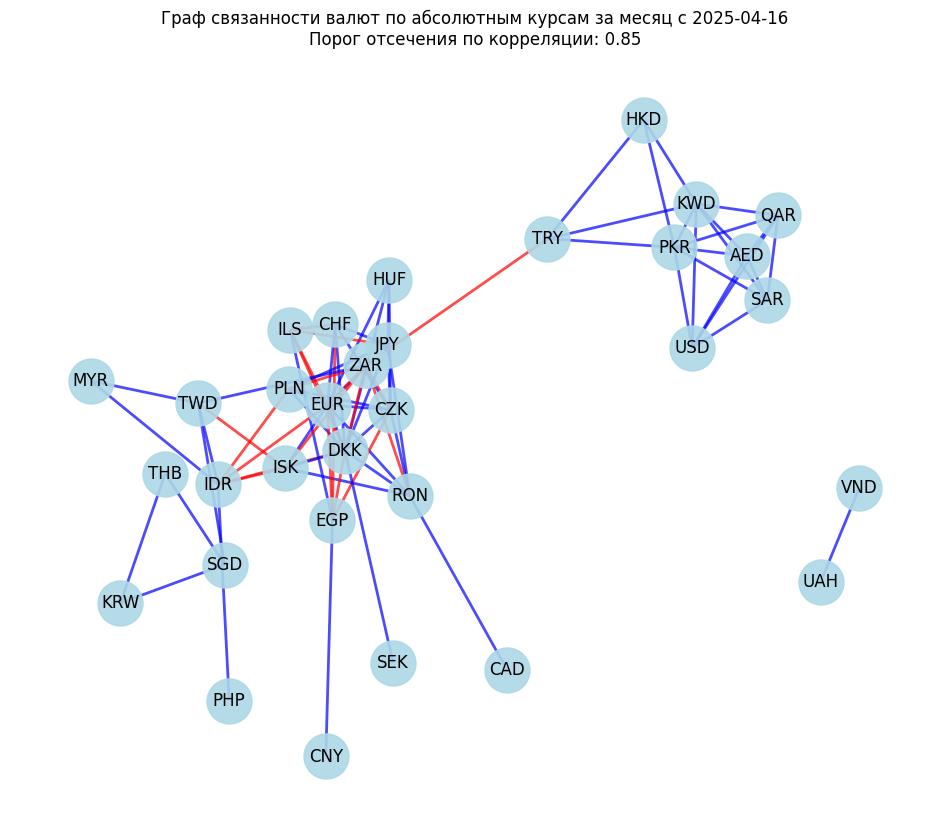 Граф связанности валют по абсолютным курсам за месяц с 2025-04-16
Порог отсечения по корреляции: 0.85
HKD
KWD
QAR
TRY
PKR
AED
HUF
SAR
CHF
ILS
JPY
USD
ZAR
MYR
PLN
TWD
EUR
CZK
DKK
ISK
THB
IDR
VND
RON
EGP
SGD
UAH
KRW
SEK
CAD
PHP
CNY